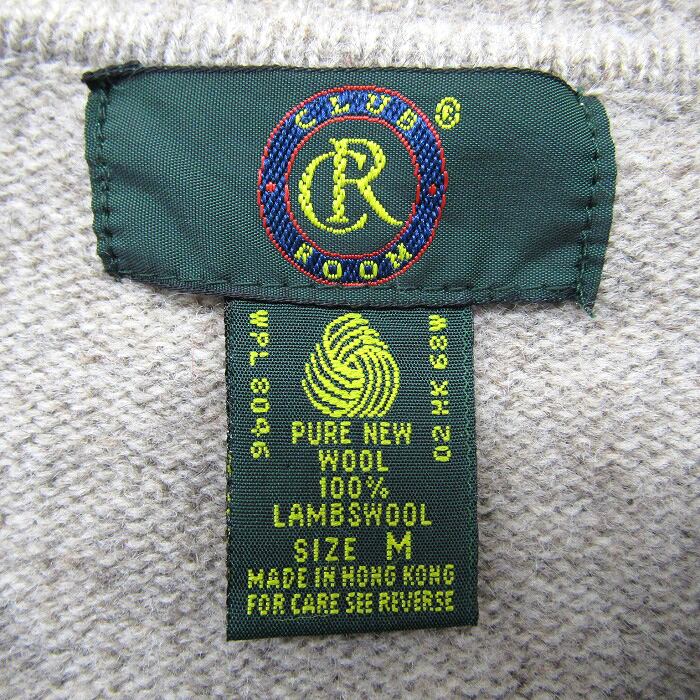 CLUB
®
CR
ROOM
WPL 8096
02 HK 68W
PURE NEW
WOOL
100%
LAMBSWOOL
SIZE M
MADE IN HONG KONG
FOR CARE SEE REVERSE